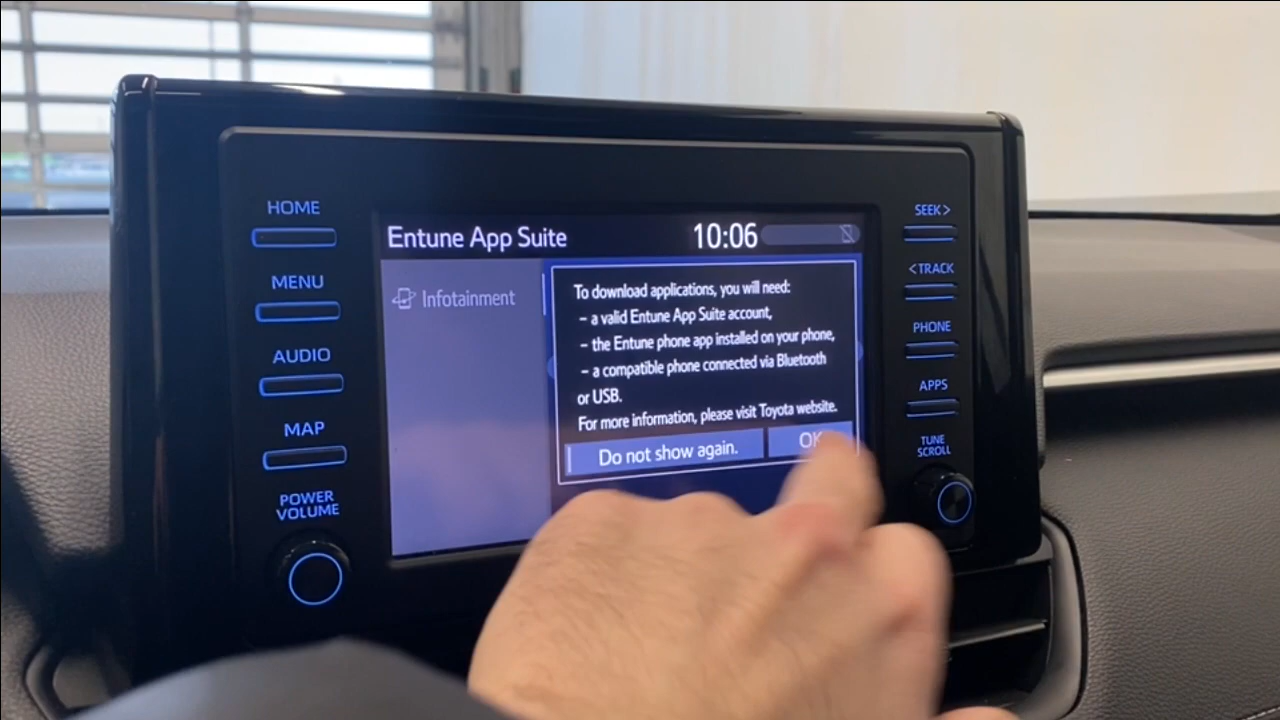 HOME
MENU
AUDIO
MAP
POWER
VOLUME
Entune App Suite 10:06
Infotainment
To download applications, you will need:
– a valid Entune App Suite account,
– the Entune phone app installed on your phone,
– a compatible phone connected via Bluetooth
or USB.
For more information, please visit Toyota website.
Do not show again. OK
SEEK >
< TRACK
PHONE
APPS
TUNE
SCROLL